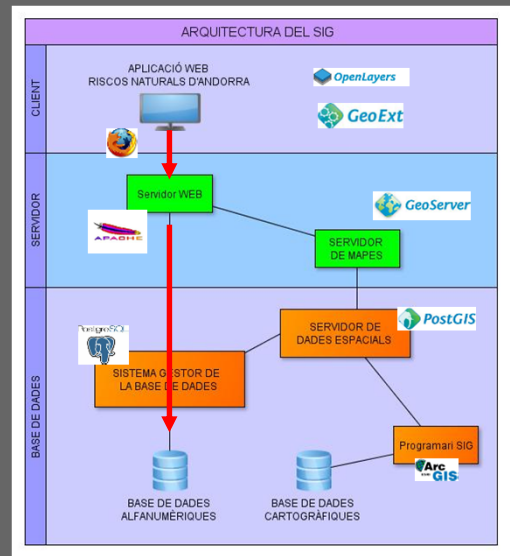 ARQUITECTURA DEL SIG
CLIENT
APLICACIÓ WEB
RISCOS NATURALS D'ANDORRA
OpenLayers
GeoExt
SERVIDOR
Servidor WEB
APACHE
GeoServer
SERVIDOR
DE MAPES
BASE DE DADES
PostgreSQL
SERVIDOR DE
DADES ESPACIALS
PostGIS
SISTEMA GESTOR DE
LA BASE DE DADES
Programari SIG
Arc
GIS
BASE DE DADES
ALFANUMÈRIQUES
BASE DE DADES
CARTOGRÀFIQUES